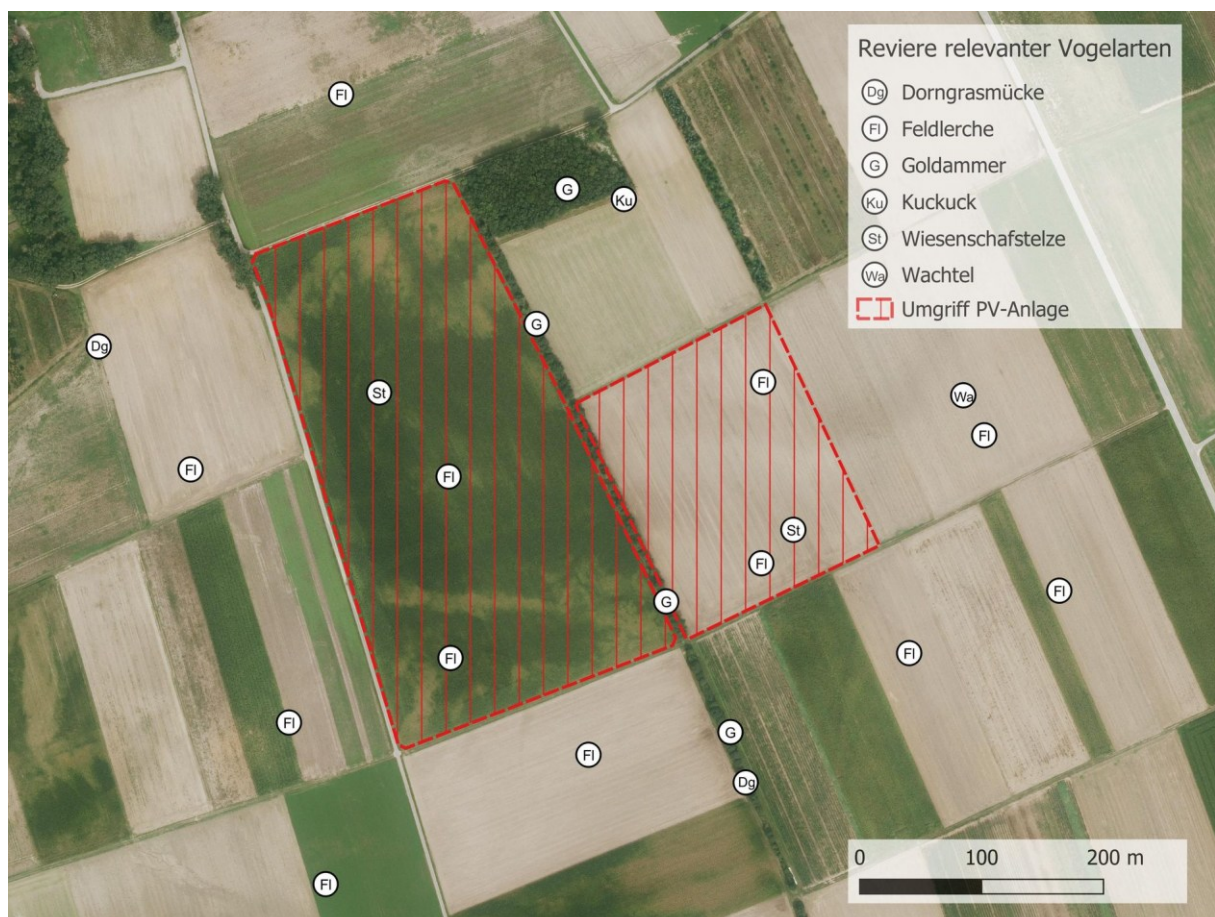 Reviere relevanter Vogelarten
Fl
Dg Dorngrasmücke
Fl Feldlerche
G Goldammer
G
Ku
Ku Kuckuck
St Wiesenschafstelze
Wa Wachtel
Umgriff PV-Anlage
G
Dg
Fl
St
Wa
Fl
Fl
Fl
St
Fl
Fl
G
Fl
Fl
Fl
G
Fl
Dg
0 100 200 m
Fl